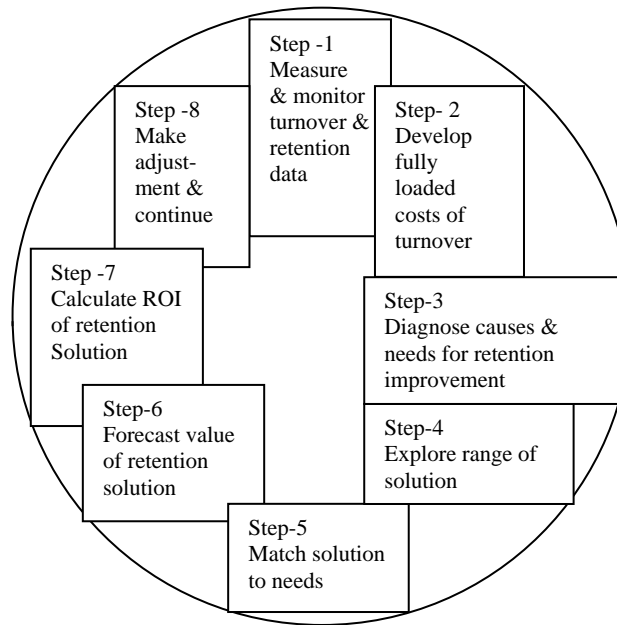 Step -1
Measure
& monitor
turnover &
retention
data
Step- 2
Develop
fully
loaded
costs of
turnover
Step-3
Diagnose causes &
needs for retention
improvement
Step-4
Explore range of
solution
Step-5
Match solution
to needs
Step-6
Forecast value
of retention
solution
Step -7
Calculate ROI
of retention
Solution
Step -8
Make
adjust-
ment &
continue